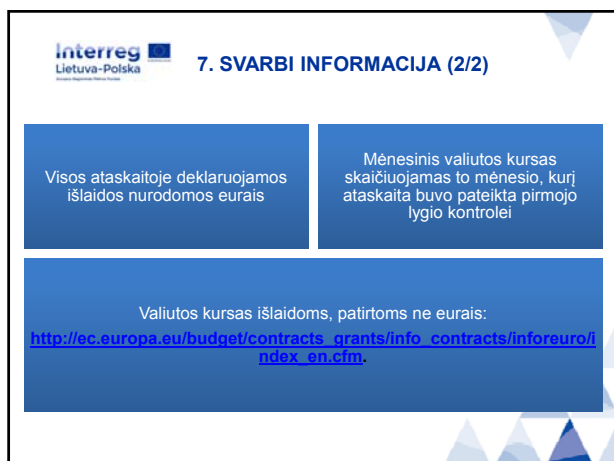 Interreg
Lietuva-Polska
7. SVARBI INFORMACIJA (2/2)
Visos ataskaitoje deklaruojamos
išlaidos nurodomos eurais
Mėnesinis valiutos kursas
skaičiuojamas to mėnesio, kurį
ataskaita buvo pateikta pirmojo
lygio kontrolei
Valiutos kursas išlaidoms, patirtoms ne eurais:
http://ec.europa.eu/budget/contracts_grants/info_contracts/inforeuro/i
ndex_en.cfm.